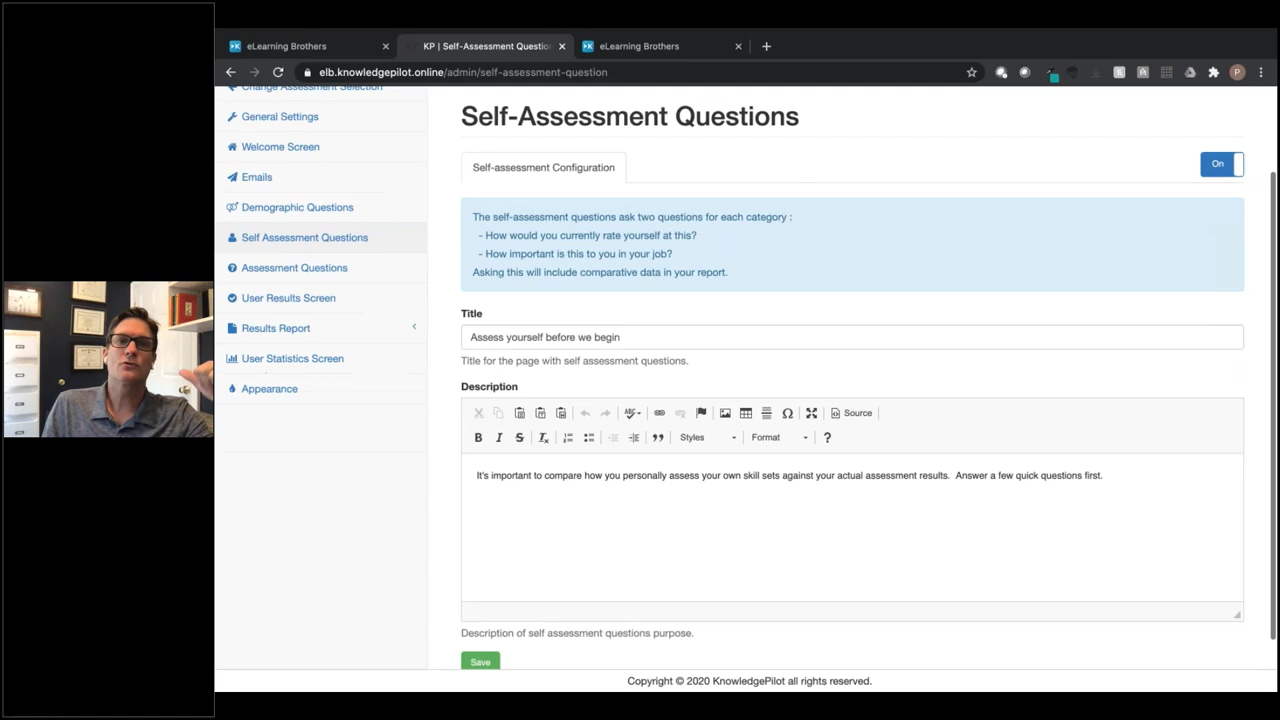 eLearning Brothers
KP | Self-Assessment Question
eLearning Brothers
elb.knowledgepilot.online/admin/self-assessment-question
P
Change Assessment Selection
General Settings
Welcome Screen
Emails
Demographic Questions
Self Assessment Questions
Assessment Questions
User Results Screen
Results Report
User Statistics Screen
Appearance
Self-Assessment Questions
Self-assessment Configuration
On
The self-assessment questions ask two questions for each category :
- How would you currently rate yourself at this?
- How important is this to you in your job?
Asking this will include comparative data in your report.
Title
Assess yourself before we begin
Title for the page with self assessment questions.
Description
Source
Styles
Format
It's important to compare how you personally assess your own skill sets against your actual assessment results. Answer a few quick questions first.
Description of self assessment questions purpose.
Save
Copyright © 2020 KnowledgePilot all rights reserved.